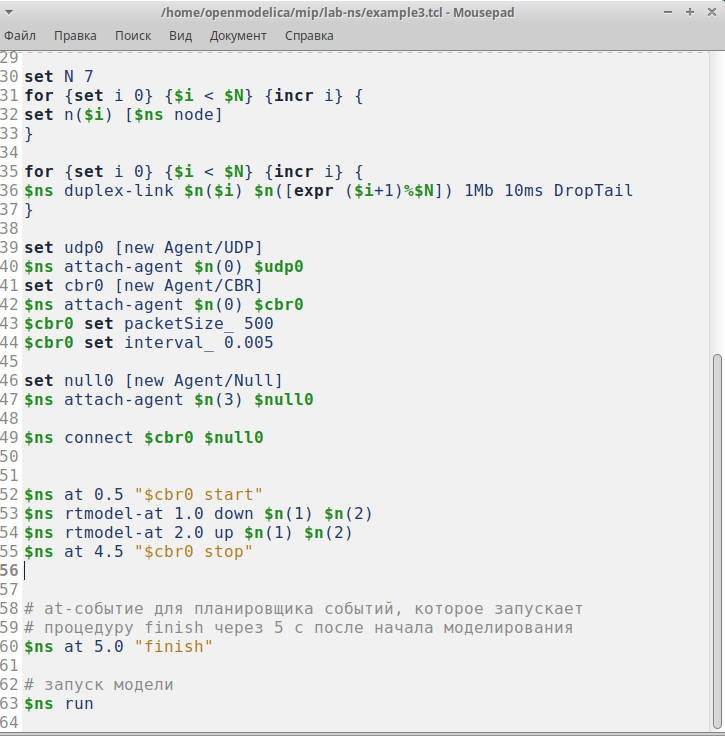 /home/openmodelica/mip/lab-ns/example3.tcl - Mousepad
Файл Правка Поиск Вид Документ Справка
29
30 set N 7
31 for {set i 0} {$i < $N} {incr i} {
32 set n($i) [$ns node]
33 }
34
35 for {set i 0} {$i < $N} {incr i} {
36 $ns duplex-link $n($i) $n([expr ($i+1)%$N]) 1Mb 10ms DropTail
37 }
38
39 set udp0 [new Agent/UDP]
40 $ns attach-agent $n(0) $udp0
41 set cbr0 [new Agent/CBR]
42 $ns attach-agent $n(0) $cbr0
43 $cbr0 set packetSize_ 500
44 $cbr0 set interval_ 0.005
45
46 set null0 [new Agent/Null]
47 $ns attach-agent $n(3) $null0
48
49 $ns connect $cbr0 $null0
50
51
52 $ns at 0.5 "$cbr0 start"
53 $ns rtmodel-at 1.0 down $n(1) $n(2)
54 $ns rtmodel-at 2.0 up $n(1) $n(2)
55 $ns at 4.5 "$cbr0 stop"
56
57
58 # at-событие для планировщика событий, которое запускает
59 # процедуру finish через 5 с после начала моделирования
60 $ns at 5.0 "finish"
61
62 # запуск модели
63 $ns run
64